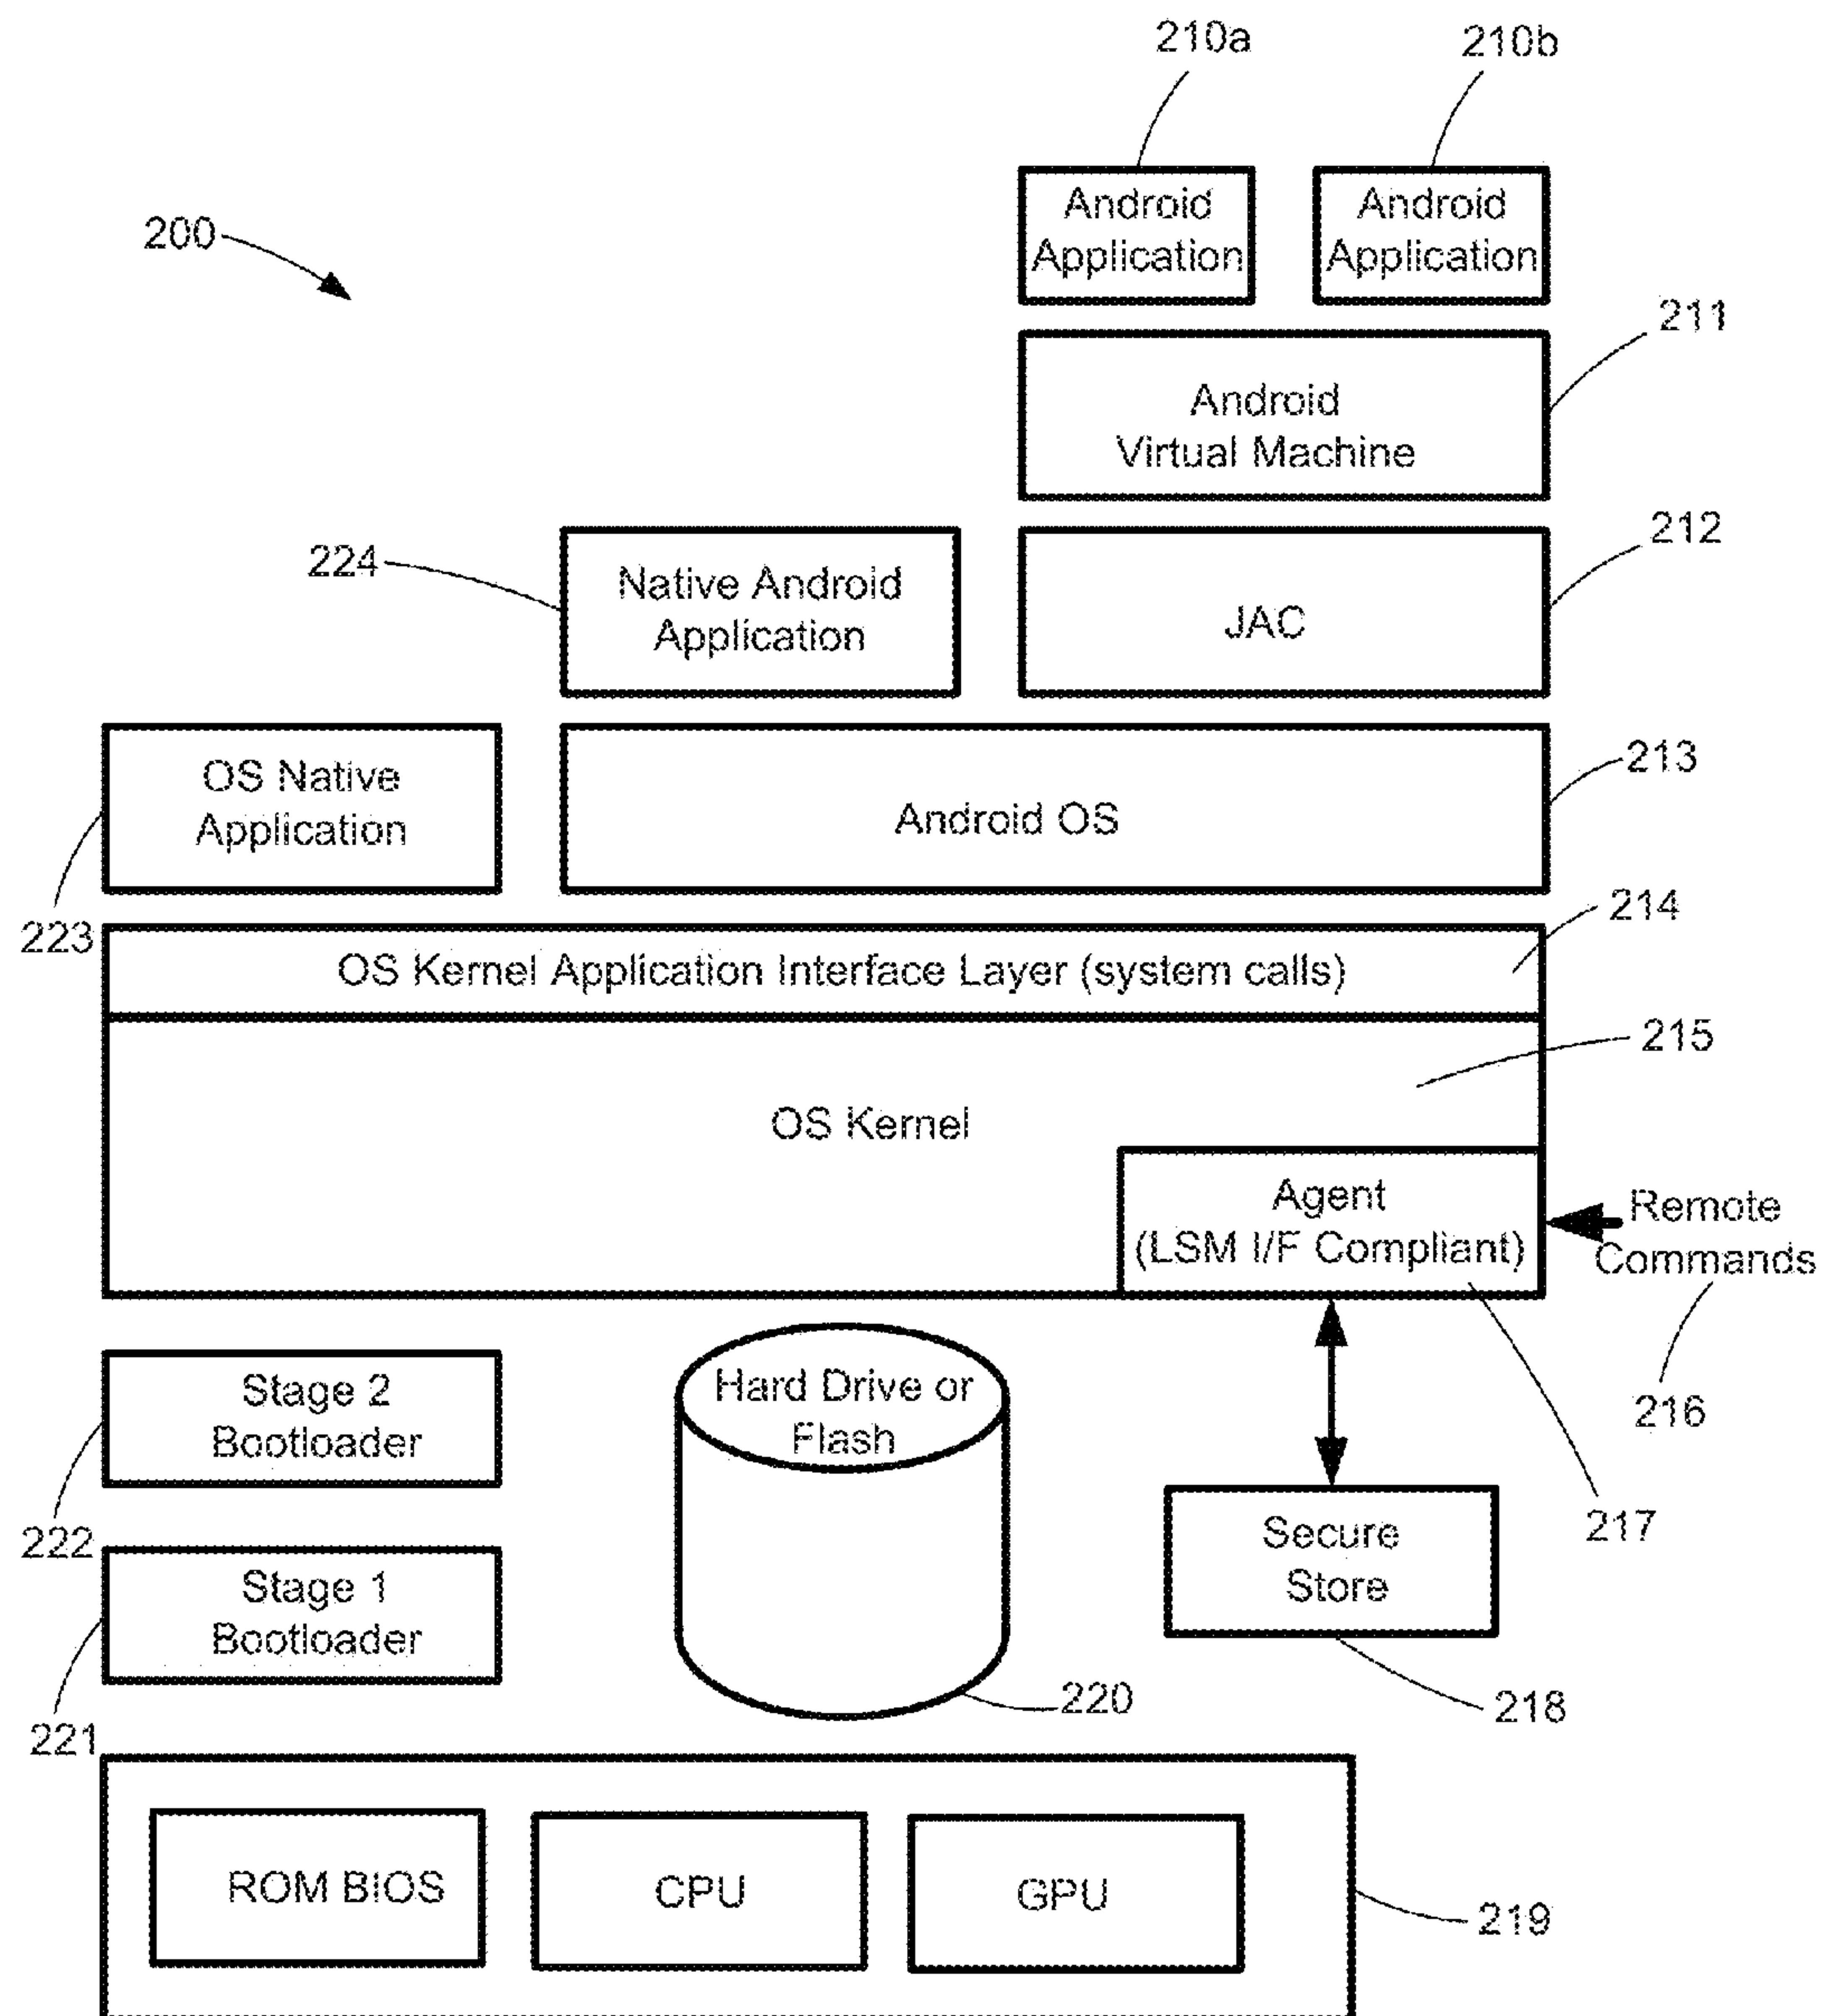 210a
210b
Android
Application
Android
Application
200
211
Android
Virtual Machine
212
224
Native Android
Application
JAC
213
OS Native
Application
Android OS
214
223
OS Kernel Application Interface Layer (system calls)
215
OS Kernel
Agent
(LSM I/F Compliant)
Remote
Commands
216
Stage 2
Bootloader
Hard Drive or
Flash
222
217
Secure
Store
Stage 1
Bootloader
220
218
221
ROM BIOS
CPU
GPU
219